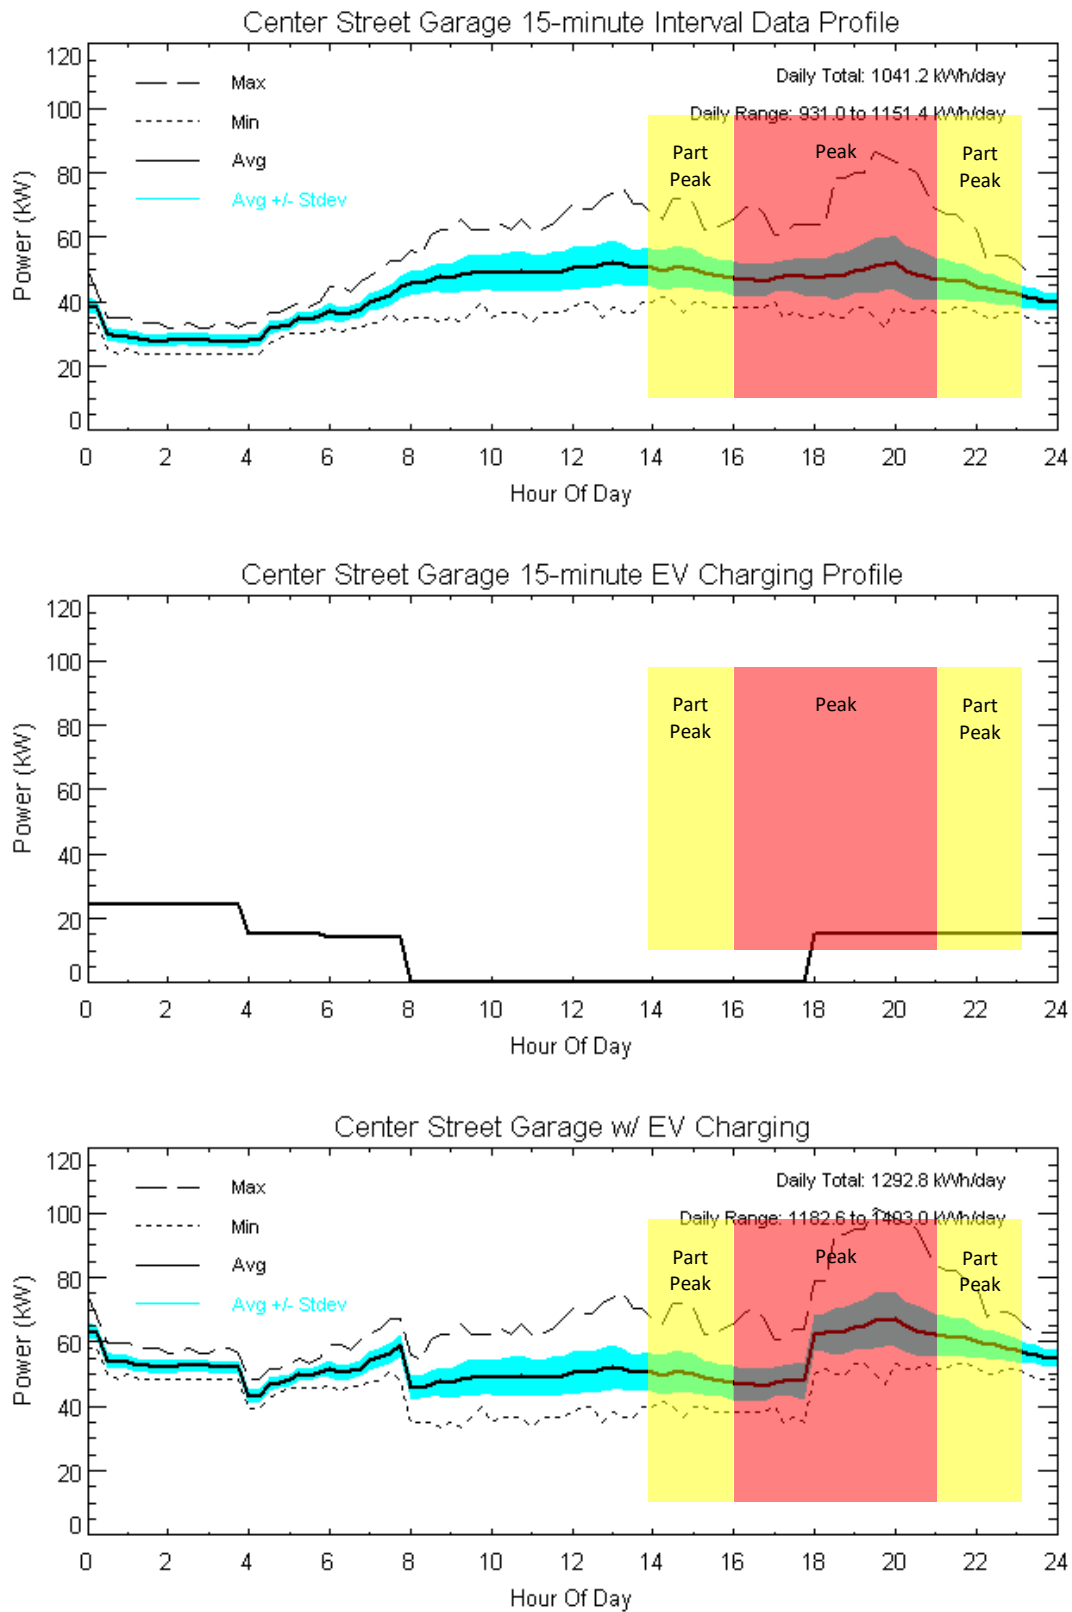 Center Street Garage 15-minute Interval Data Profile
120
100
80
60
40
20
0
Power (kW)
Max
Min
Avg
Avg +/- Stdev
Daily Total: 1041.2 kWh/day
Daily Range: 931.0 to 1151.4 kWh/day
Part
Peak
Peak
Part
Peak
0 2 4 6 8 10 12 14 16 18 20 22 24
Hour Of Day
Center Street Garage 15-minute EV Charging Profile
120
100
80
60
40
20
0
Power (kW)
Part
Peak
Peak
Part
Peak
0 2 4 6 8 10 12 14 16 18 20 22 24
Hour Of Day
Center Street Garage w/ EV Charging
120
100
80
60
40
20
0
Power (kW)
Max
Min
Avg
Avg +/- Stdev
Daily Total: 1292.8 kWh/day
Daily Range: 1182.6 to 1403.0 kWh/day
Part
Peak
Peak
Part
Peak
0 2 4 6 8 10 12 14 16 18 20 22 24
Hour Of Day